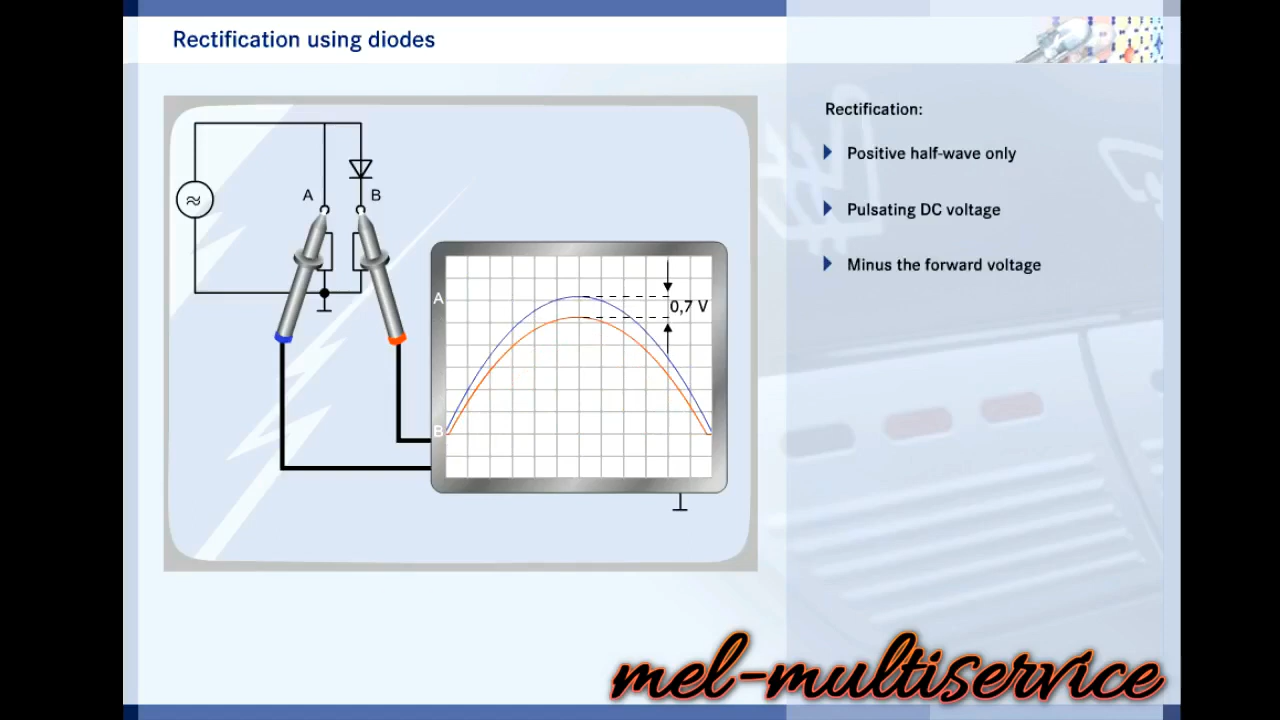 Rectification using diodes
Rectification:
Positive half-wave only
Pulsating DC voltage
Minus the forward voltage
A
B
≈
A
0,7 V
B
mel-multiservice